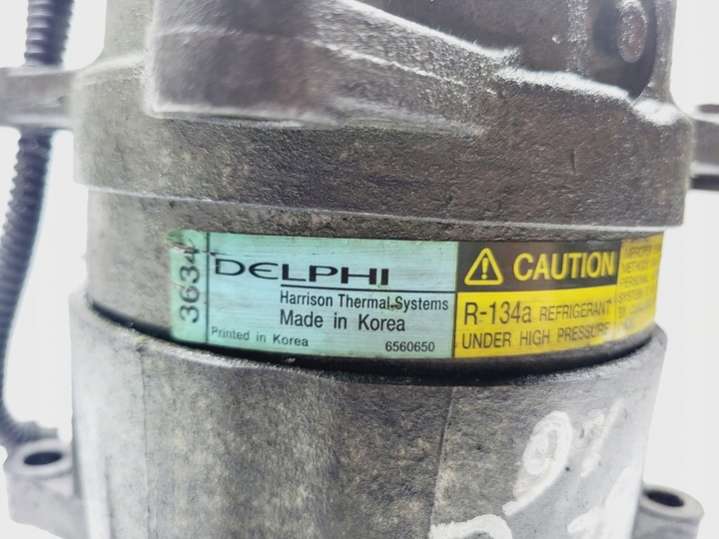 3634
DELPHI
Harrison Thermal Systems
Made in Korea
Printed in Korea
6560650
CAUTION
R-134a REFRIGERANT
UNDER HIGH PRESSURE